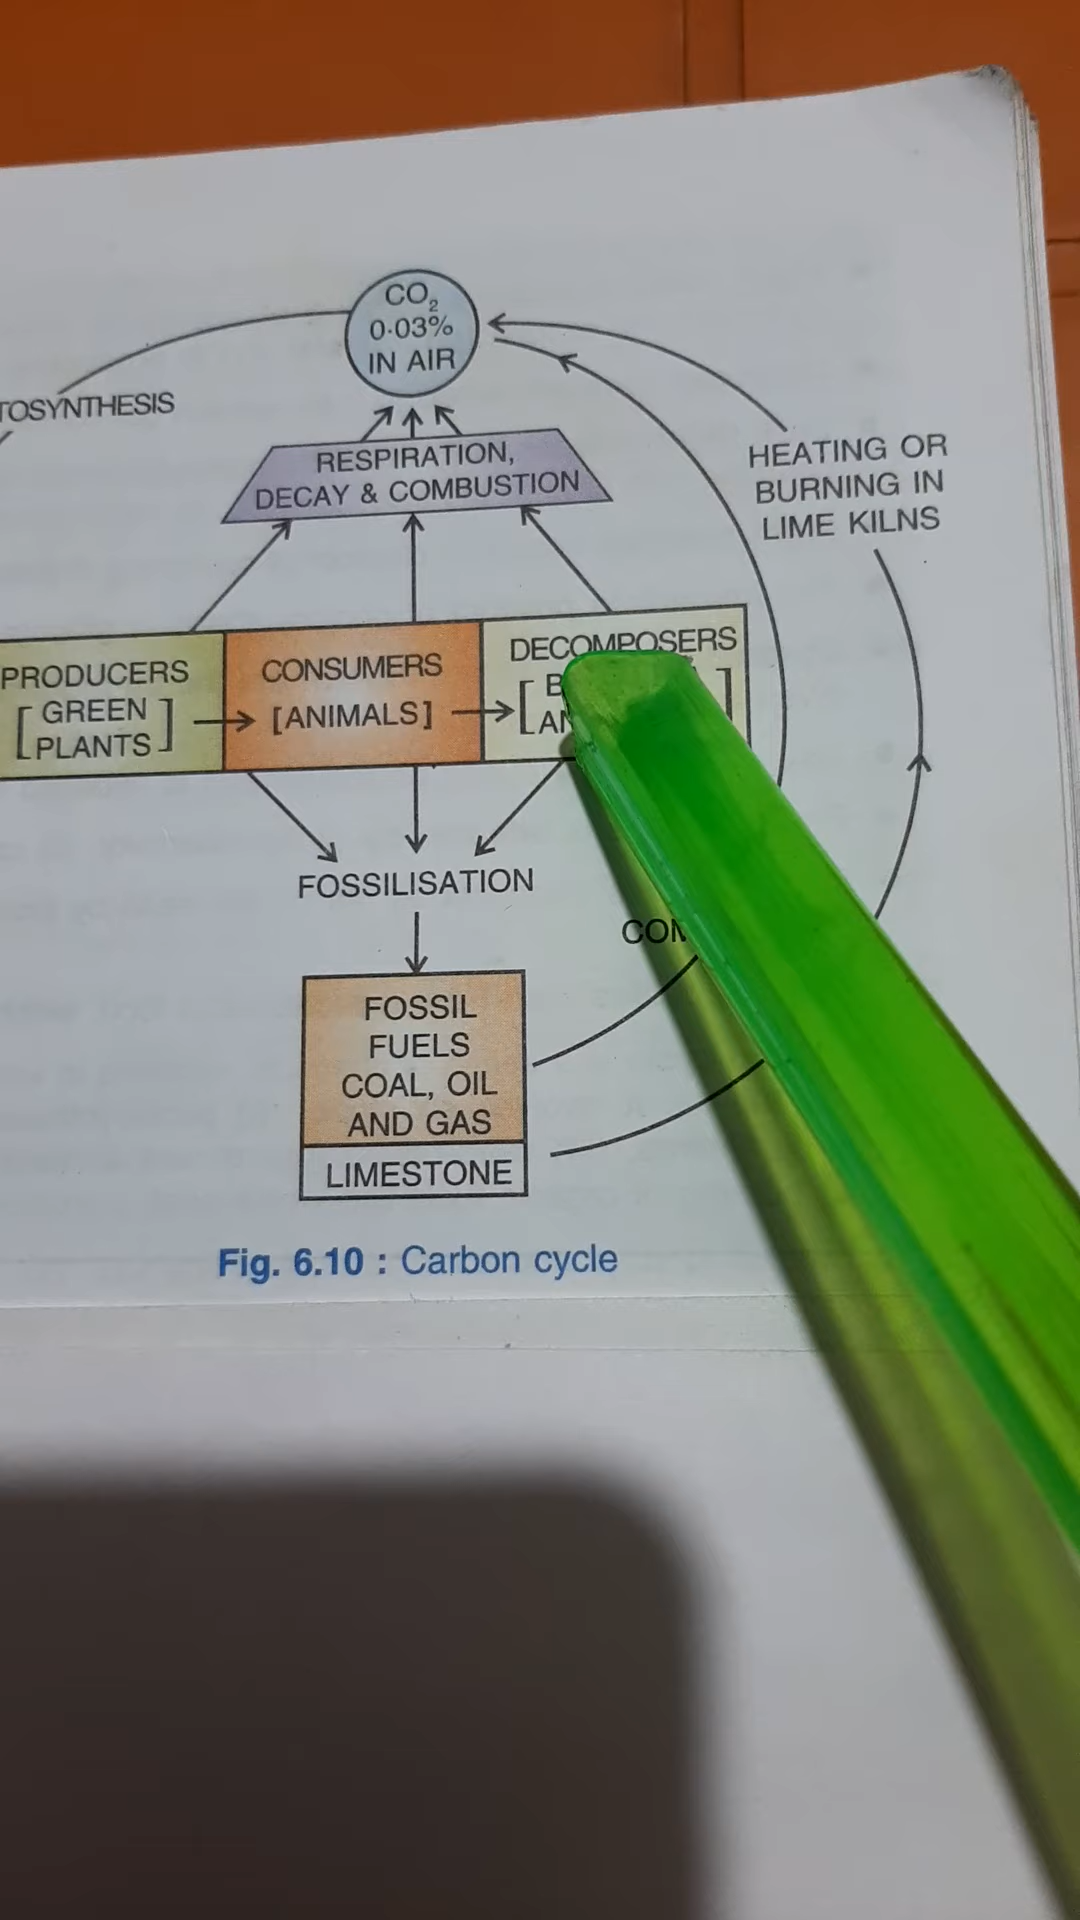 CO₂
0·03%
IN AIR
TOSYNTHESIS
HEATING OR
BURNING IN
LIME KILNS
RESPIRATION,
DECAY & COMBUSTION
PRODUCERS
[GREEN
PLANTS]
CONSUMERS
[ANIMALS]
DECOMPOSERS
FOSSILISATION
FOSSIL
FUELS
COAL, OIL
AND GAS
LIMESTONE
Fig. 6.10 : Carbon cycle